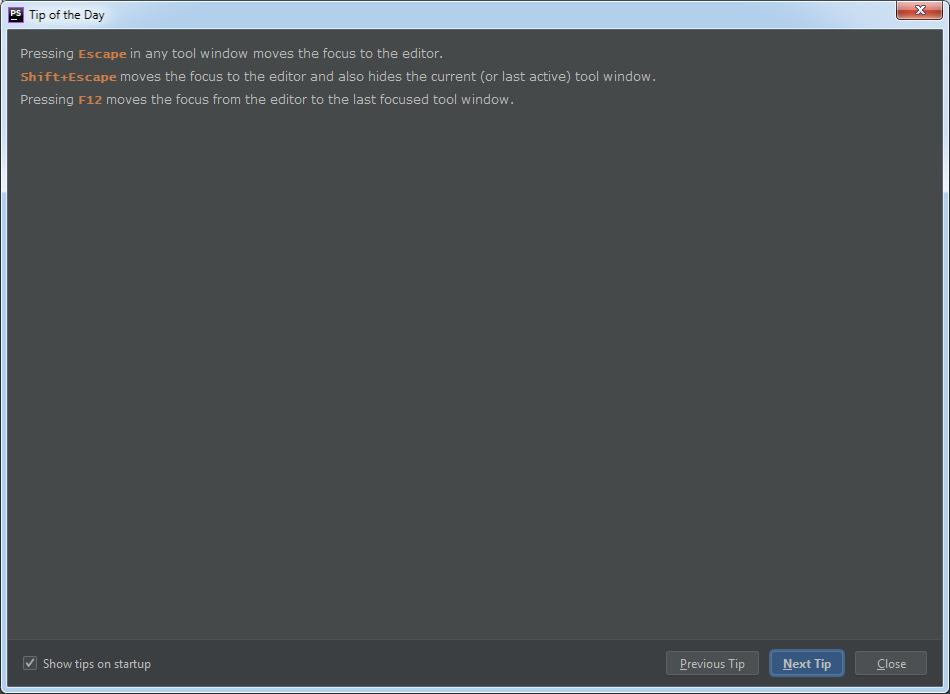 PS Tip of the Day
Pressing Escape in any tool window moves the focus to the editor.
Shift+Escape moves the focus to the editor and also hides the current (or last active) tool window.
Pressing F12 moves the focus from the editor to the last focused tool window.
Show tips on startup
Previous Tip
Next Tip
Close